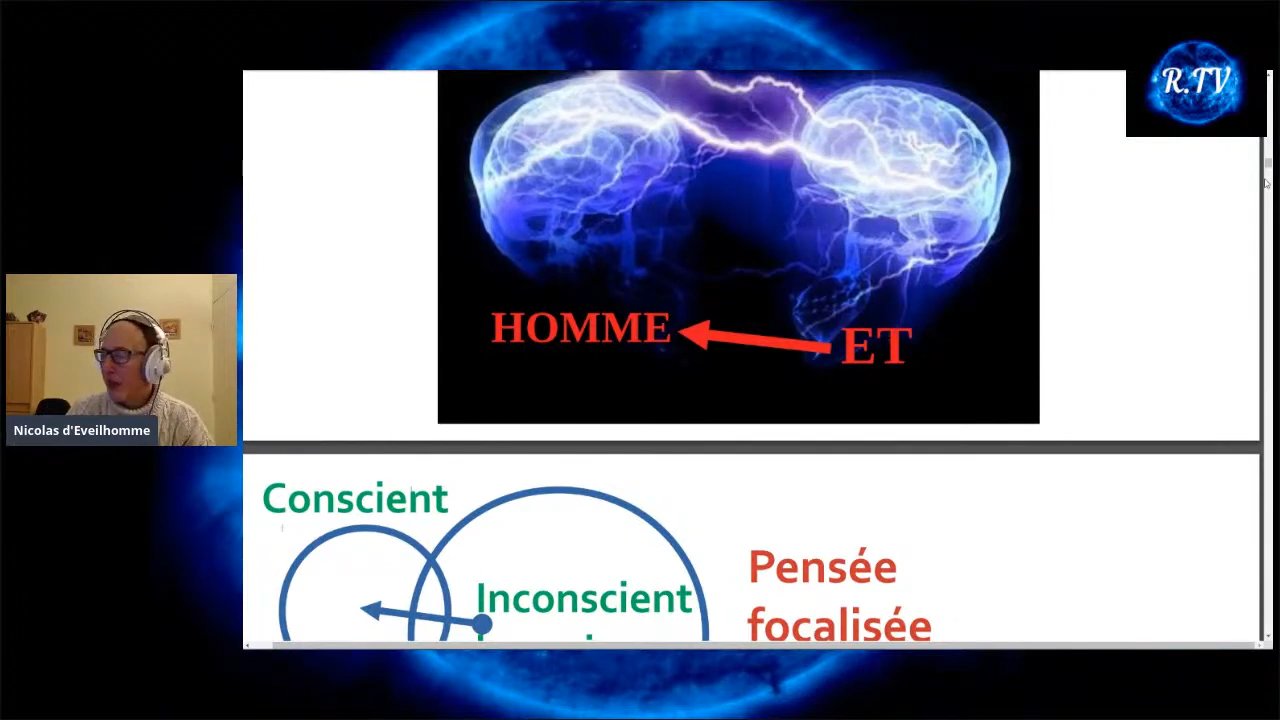 R.TV
HOMME
ET
Nicolas d'Eveilhomme
Conscient
Inconscient
Pensée
focalisée